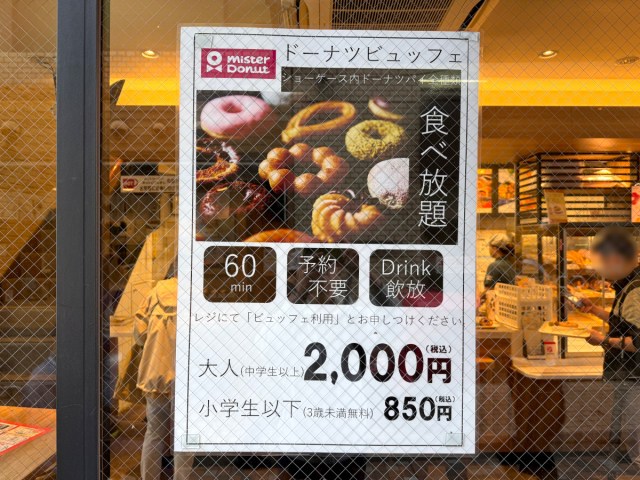 mister Donut
ドーナツビュッフェ
ショーケース内ドーナツパイ全種類
食べ放題
60 min
予約不要
Drink 飲放
レジにて「ビュッフェ利用」とお申しつけください
大人(中学生以上)2,000円(税込)
小学生以下(3歳未満無料) 850円(税込)